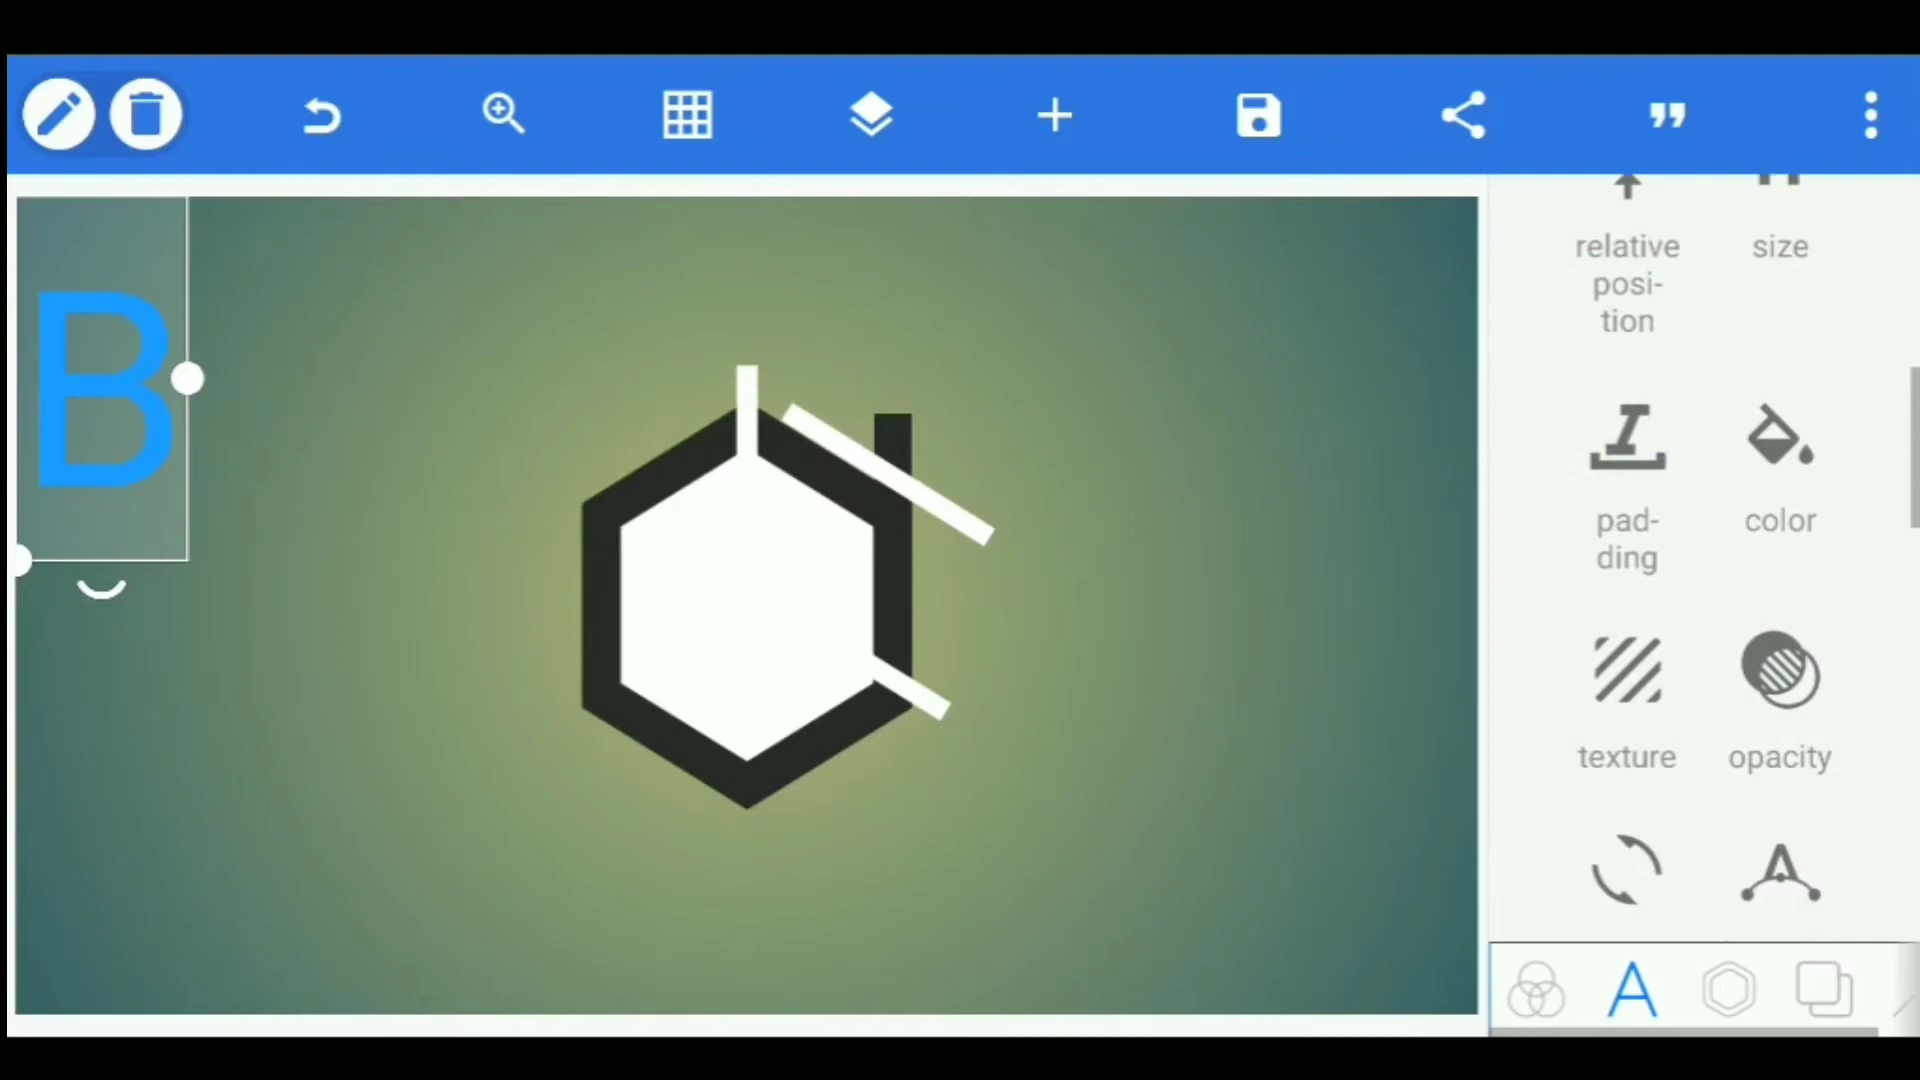 B
relative
posi-
tion
size
pad-
ding
color
texture
opacity